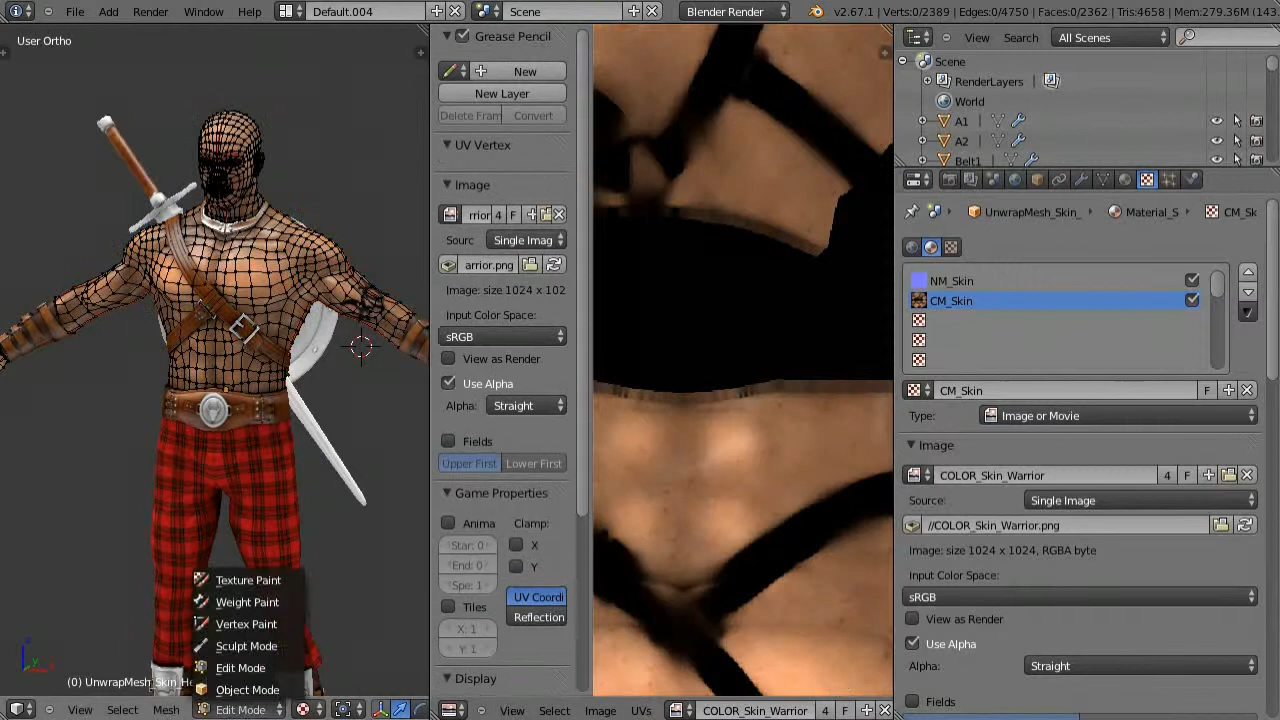 File Add Render Window Help Default.004 Scene Blender Render v2.67.1 | Verts:0/2389 | Edges:0/4750 | Faces:0/2362 | Tris:4658 | Mem:279.36M (143
User Ortho
(0) UnwrapMesh_Skin_He
Texture Paint
Weight Paint
Vertex Paint
Sculpt Mode
Edit Mode
Object Mode
View Select Mesh Edit Mode
Grease Pencil
New
New Layer
Delete Fram Convert
UV Vertex
Image
rrior 4 F
Sourc Single Imag
arrior.png
Image: size 1024 x 102
Input Color Space:
sRGB
View as Render
Use Alpha
Alpha: Straight
Fields
Upper First Lower First
Game Properties
Anima Clamp:
Start: 0 X
End: 0 Y
Spe: 1
Tiles UV Coordi
X: 1 Reflection
Y: 1
Display
View Select Image UVs COLOR_Skin_Warrior 4 F
View Search All Scenes
Scene
RenderLayers |
World
A1 |
A2 |
Belt1 |
UnwrapMesh_Skin_ Material_S CM_Sk
NM_Skin
CM_Skin
CM_Skin F
Type: Image or Movie
Image
COLOR_Skin_Warrior 4 F
Source: Single Image
//COLOR_Skin_Warrior.png
Image: size 1024 x 1024, RGBA byte
Input Color Space:
sRGB
View as Render
Use Alpha
Alpha: Straight
Fields